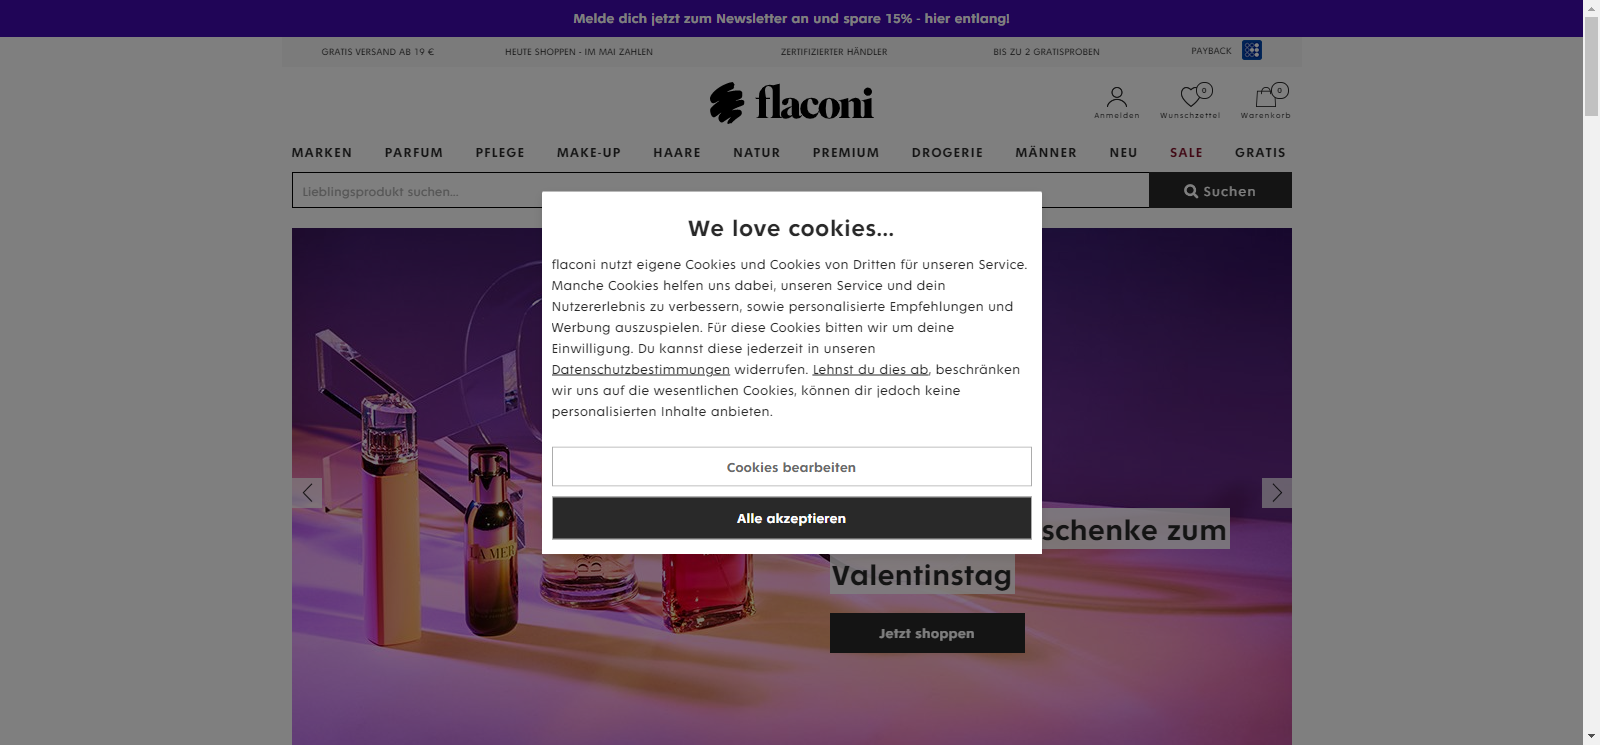 Melde dich jetzt zum Newsletter an und spare 15% - hier entlang!
GRATIS VERSAND AB 19 €
HEUTE SHOPPEN - IM MAI ZAHLEN
ZERTIFIZIERTER HÄNDLER
BIS ZU 2 GRATISPROBEN
PAYBACK
flaconi
0
0
Anmelden
Wunschzettel
Warenkorb
MARKEN
PARFUM
PFLEGE
MAKE-UP
HAARE
NATUR
PREMIUM
DROGERIE
MÄNNER
NEU
SALE
GRATIS
Lieblingsprodukt suchen...
Suchen
We love cookies...
flaconi nutzt eigene Cookies und Cookies von Dritten für unseren Service.
Manche Cookies helfen uns dabei, unseren Service und dein
Nutzererlebnis zu verbessern, sowie personalisierte Empfehlungen und
Werbung auszuspielen. Für diese Cookies bitten wir um deine
Einwilligung. Du kannst diese jederzeit in unseren
Datenschutzbestimmungen widerrufen. Lehnst du dies ab, beschränken
wir uns auf die wesentlichen Cookies, können dir jedoch keine
personalisierten Inhalte anbieten.
Cookies bearbeiten
Alle akzeptieren
LA MER
schenke zum
Valentinstag
Jetzt shoppen